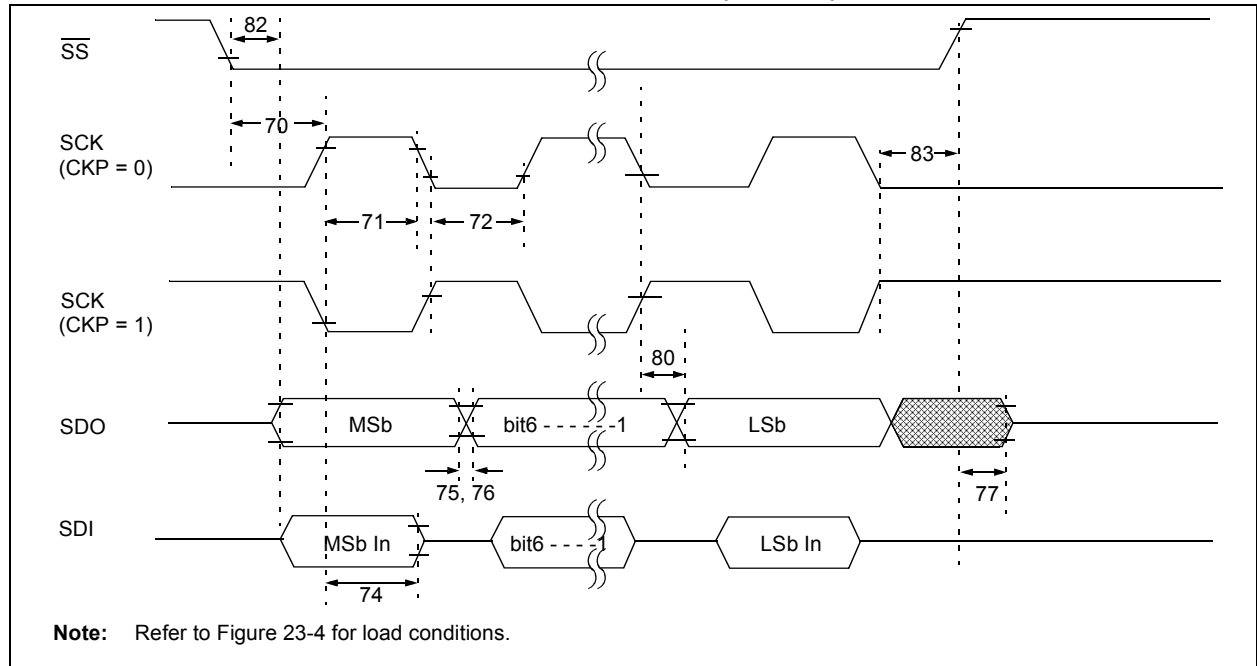 82
SS
70
SCK
(CKP = 0)
83
71
72
SCK
(CKP = 1)
80
SDO
MSb
bit6 - - - - - -1
LSb
75, 76
77
SDI
MSb In
bit6 - - - -1
LSb In
74
Note: Refer to Figure 23-4 for load conditions.